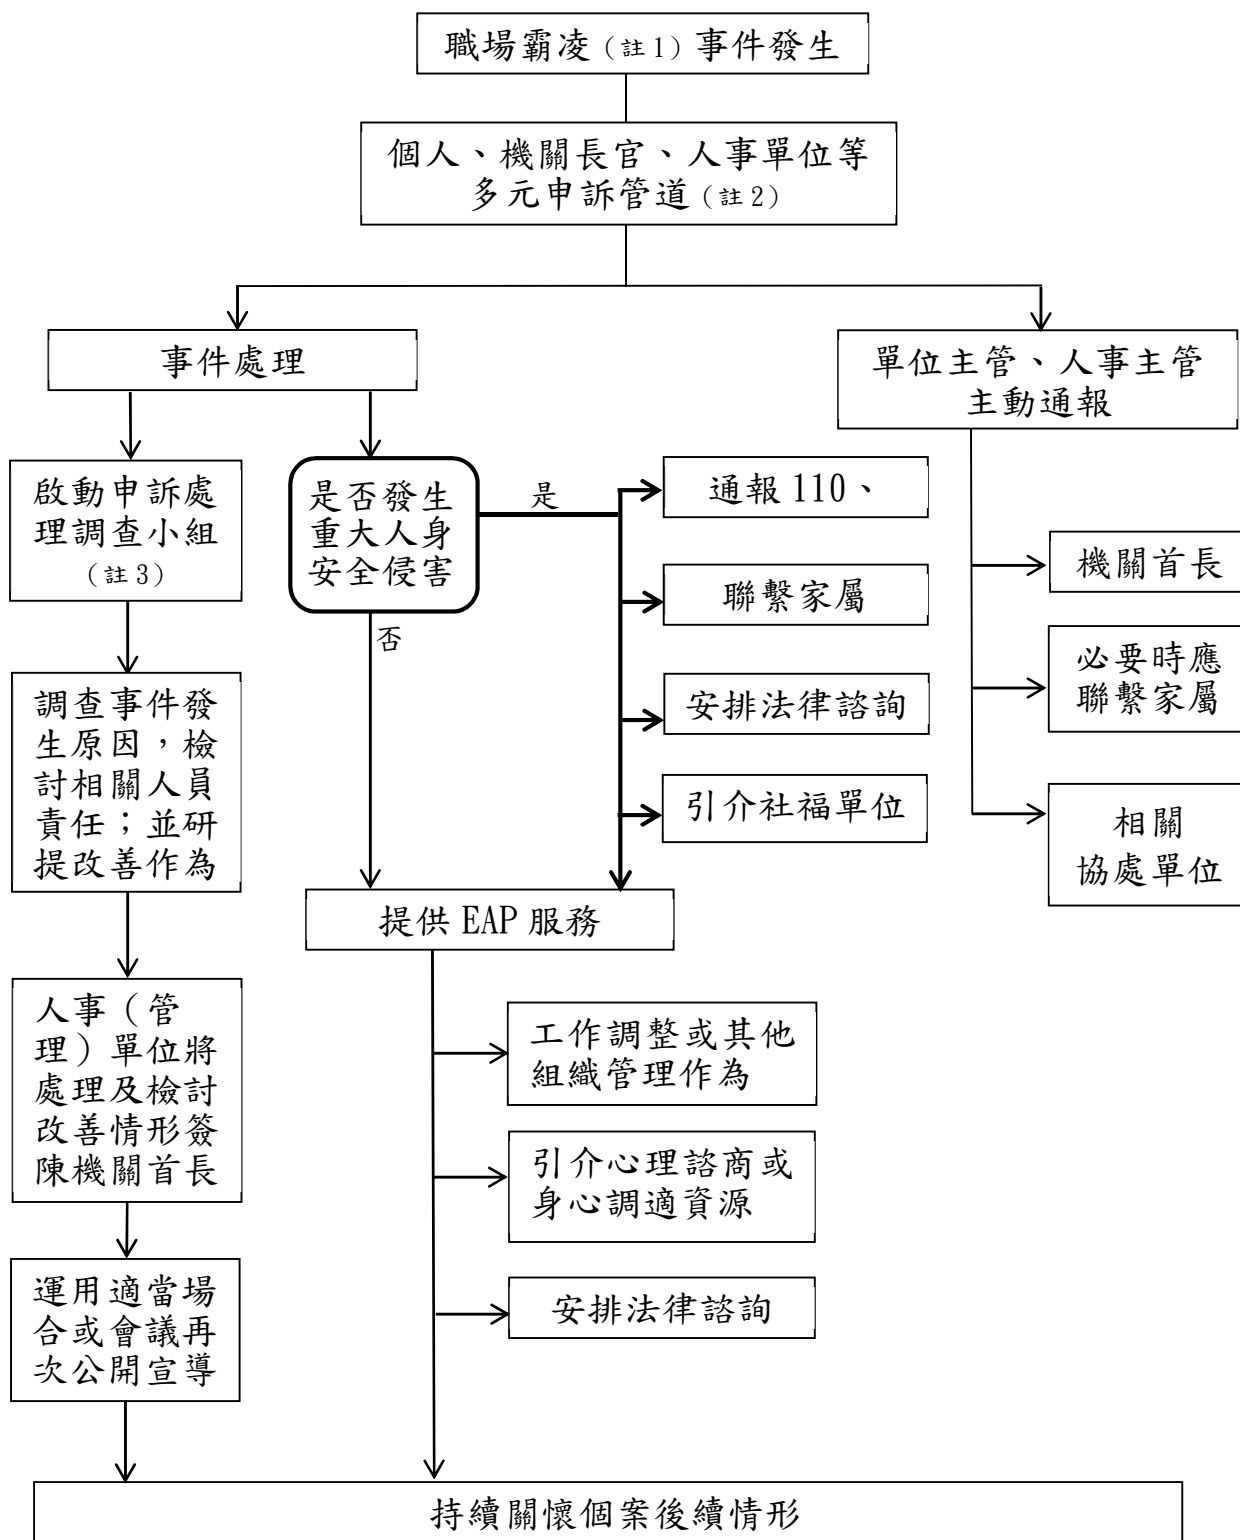 職場霸凌（註1）事件發生
個人、機關長官、人事單位等
多元申訴管道（註2）
事件處理
單位主管、人事主管
主動通報
啟動申訴處
理調查小組
（註3）
是否發生
重大人身
安全侵害
是
否
通報 110、
聯繫家屬
安排法律諮詢
引介社福單位
機關首長
必要時應
聯繫家屬
相關
協處單位
調查事件發
生原因，檢
討相關人員
責任；並研
提改善作為
提供 EAP 服務
人事（管
理）單位將
處理及檢討
改善情形簽
陳機關首長
工作調整或其他
組織管理作為
引介心理諮商或
身心調適資源
安排法律諮詢
運用適當場
合或會議再
次公開宣導
持續關懷個案後續情形